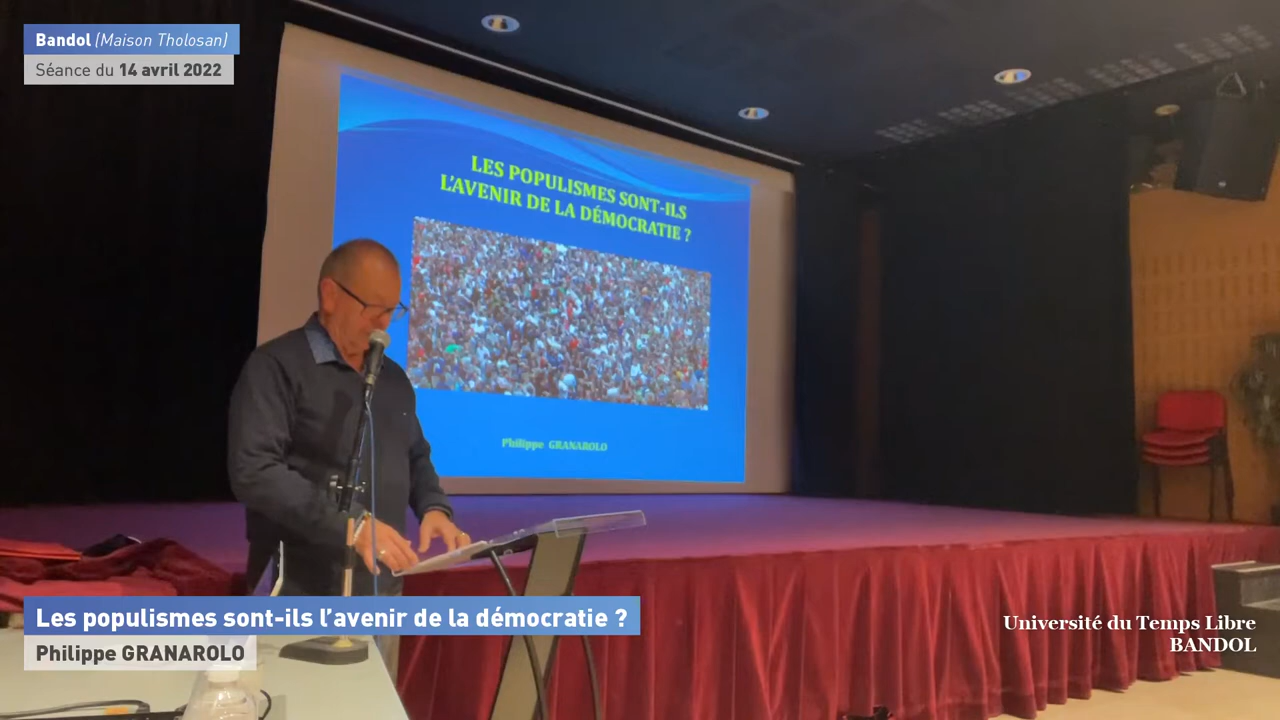 Bandol (Maison Tholosan)
Séance du 14 avril 2022
LES POPULISMES SONT-ILS
L'AVENIR DE LA DÉMOCRATIE ?
Philippe GRANAROLO
Les populismes sont-ils l'avenir de la démocratie ?
Philippe GRANAROLO
Université du Temps Libre
BANDOL